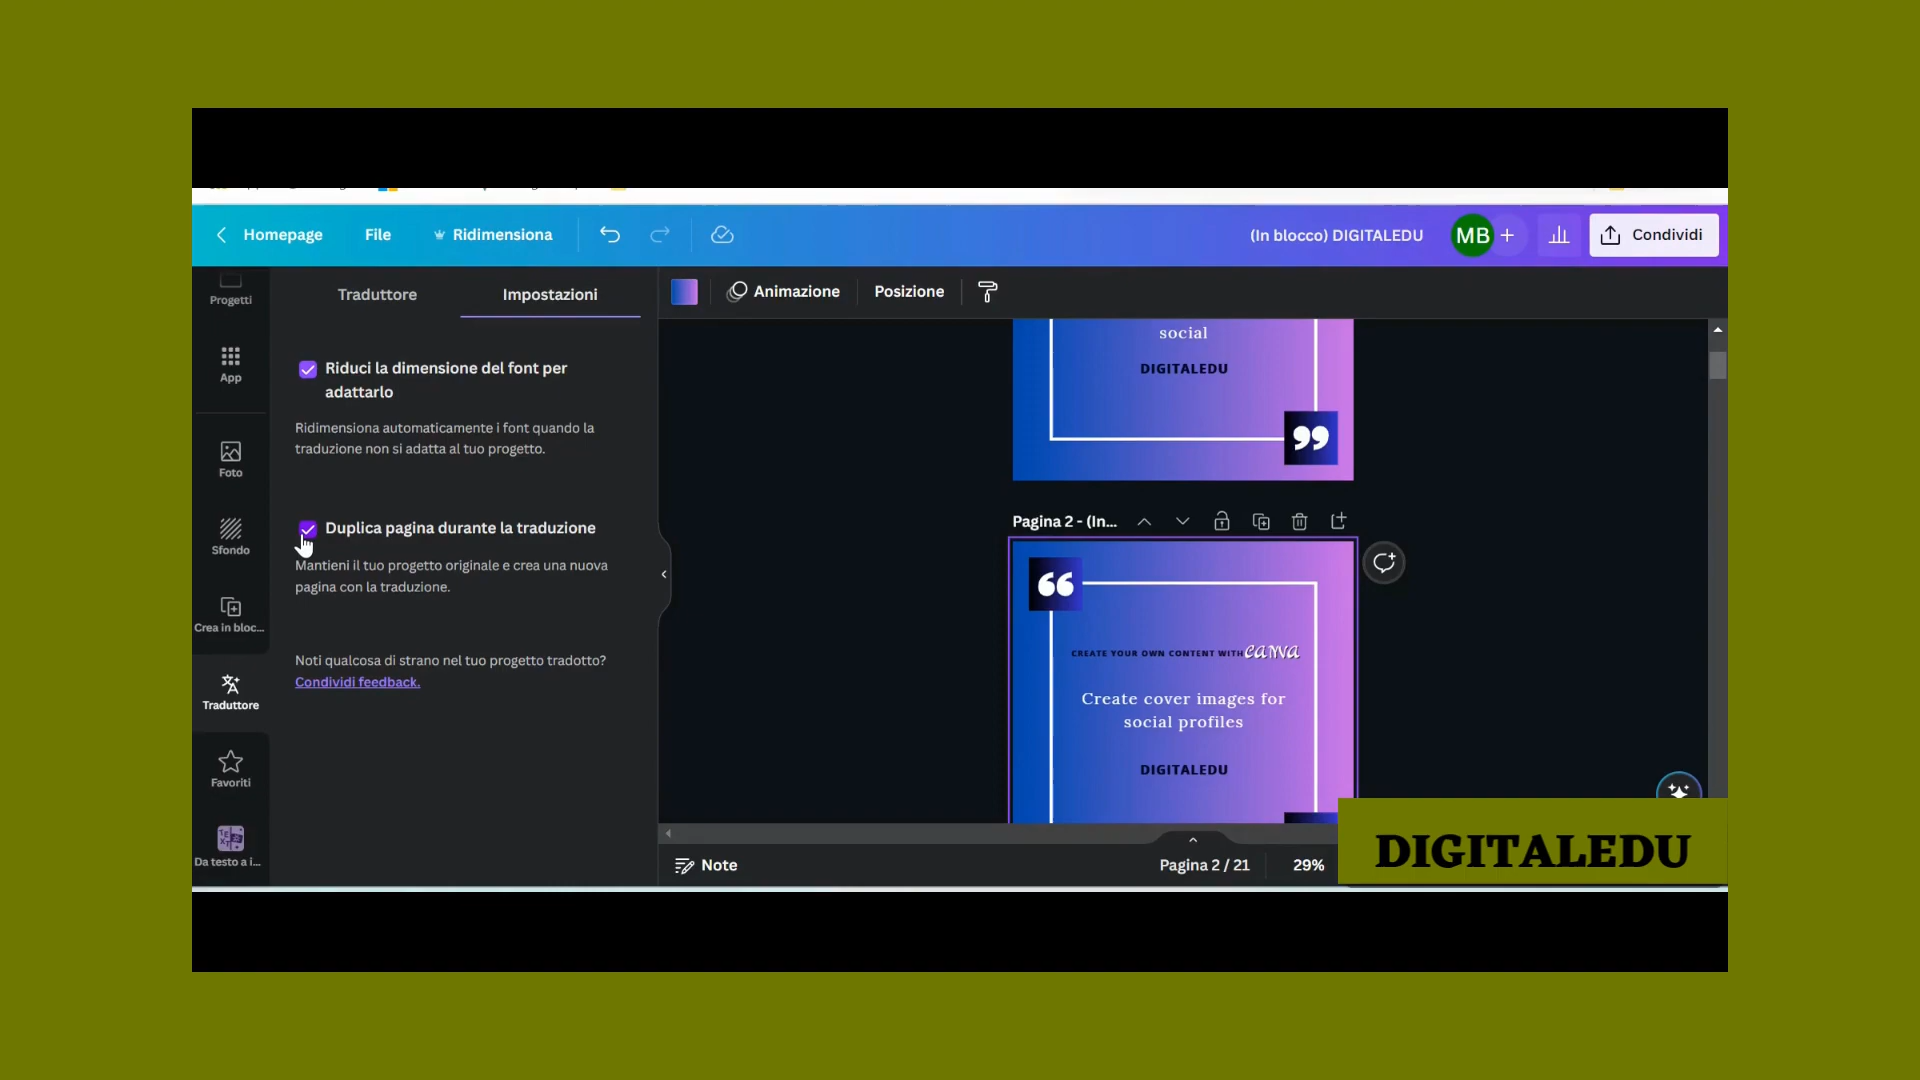 Homepage
File
Ridimensiona
(In blocco) DIGITALEDU
MB
Condividi
Progetti
App
Foto
Sfondo
Crea in bloc...
Traduttore
Favoriti
Da testo a i...
Traduttore
Impostazioni
Riduci la dimensione del font per
adattarlo
Ridimensiona automaticamente i font quando la
traduzione non si adatta al tuo progetto.
Duplica pagina durante la traduzione
Mantieni il tuo progetto originale e crea una nuova
pagina con la traduzione.
Noti qualcosa di strano nel tuo progetto tradotto?
Condividi feedback.
Animazione
Posizione
social
DIGITALEDU
Pagina 2 - (In...
CREATE YOUR OWN CONTENT WITH CANVA
Create cover images for
social profiles
DIGITALEDU
Note
Pagina 2 / 21
29%
DIGITALEDU